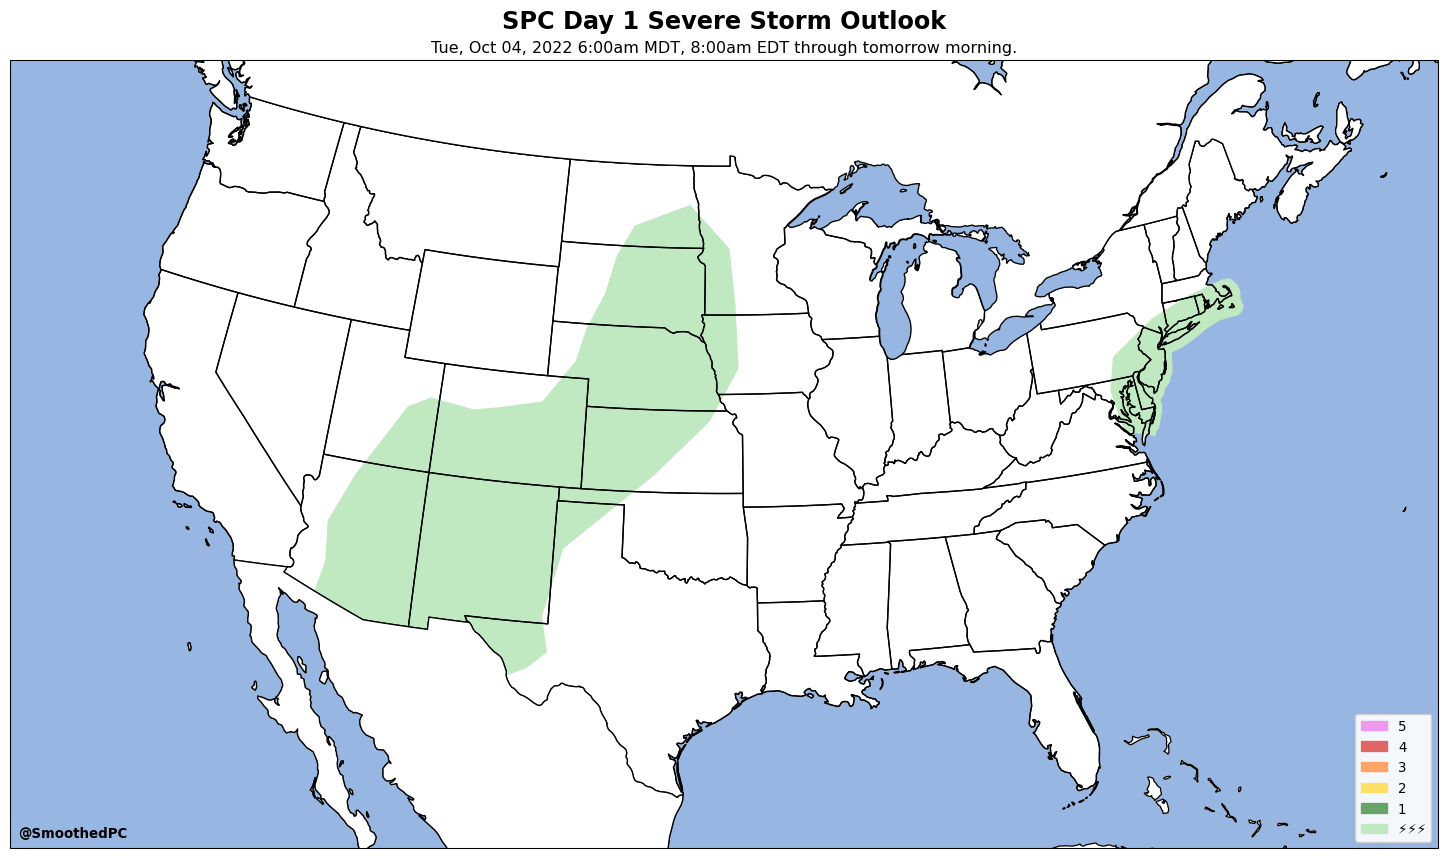 SPC Day 1 Severe Storm Outlook
Tue, Oct 04, 2022 6:00am MDT, 8:00am EDT through tomorrow morning.
5
4
3
2
1
⚡⚡⚡
@SmoothedPC